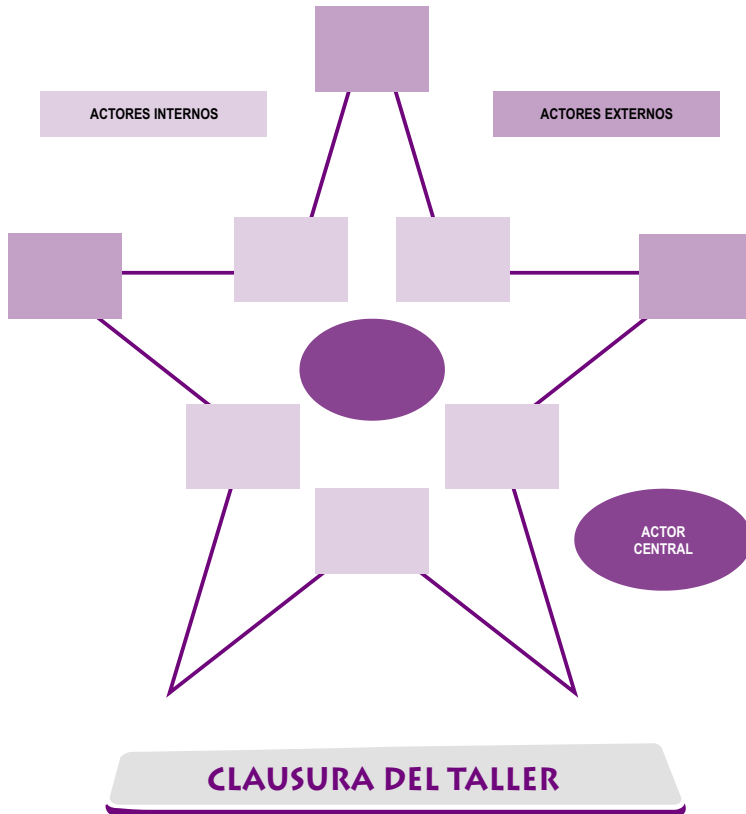 ACTORES INTERNOS
ACTORES EXTERNOS
ACTOR
CENTRAL
CLAUSURA DEL TALLER